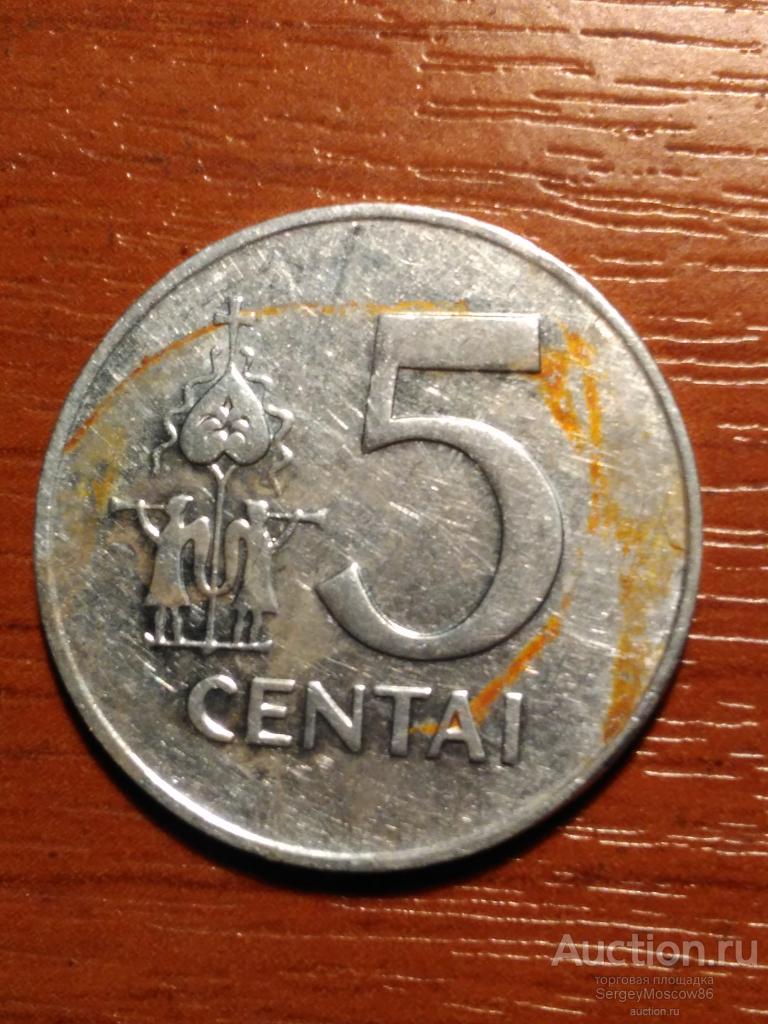 5
CENTAI
Auction.ru
торговая площадка
SergeyMoscow86
auction.ru